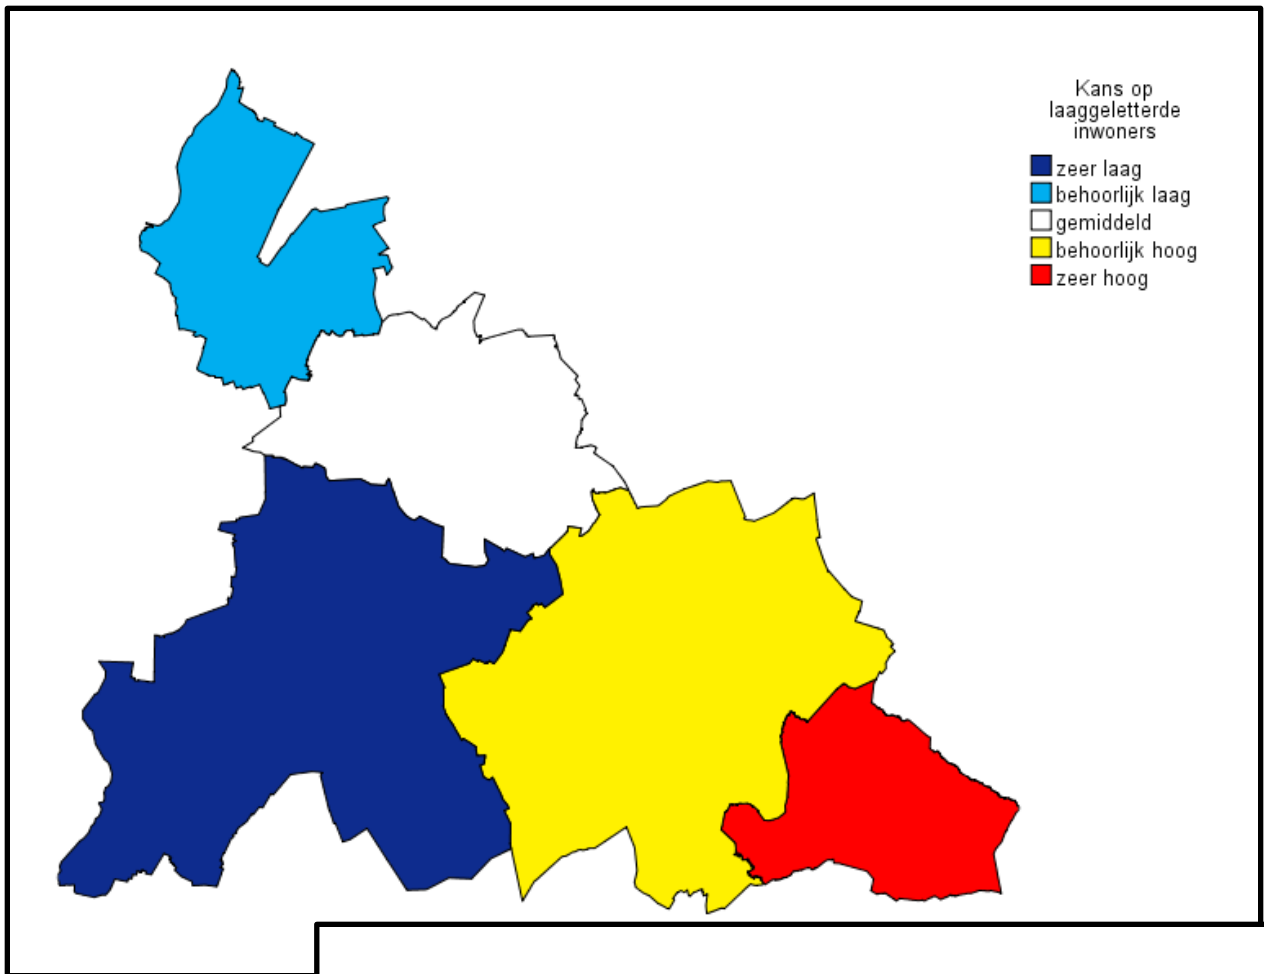 Kans op
laaggeletterde
inwoners
zeer laag
behoorlijk laag
gemiddeld
behoorlijk hoog
zeer hoog